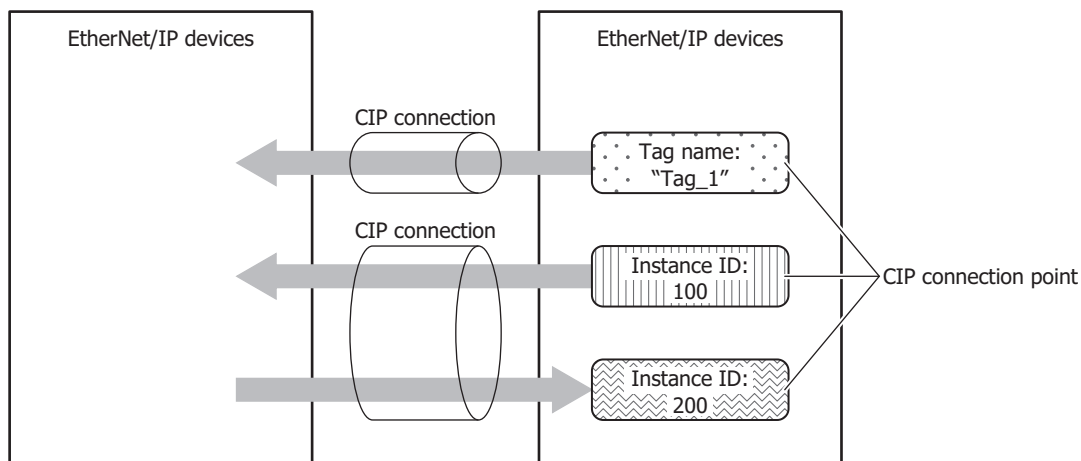 EtherNet/IP devices
EtherNet/IP devices
CIP connection
Tag name:
“Tag_1”
CIP connection
Instance ID:
100
CIP connection point
Instance ID:
200